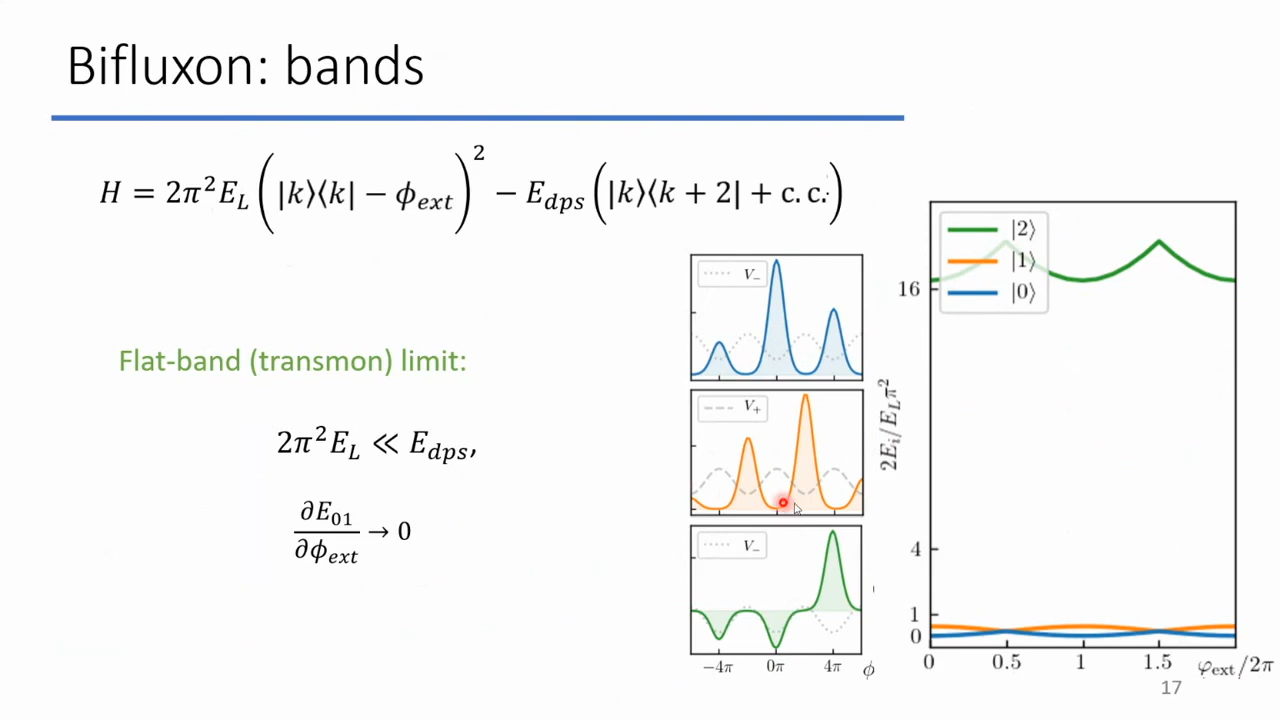 Bifluxon: bands
H = 2π²E_L (|k⟩⟨k| − ϕ_ext)² − E_dps (|k⟩⟨k + 2| + c. c.)
Flat-band (transmon) limit:
2π²E_L ≪ E_dps,
∂E₀₁/∂ϕ_ext → 0
V₋
V₊
V₋
−4π 0π 4π ϕ
|2⟩
|1⟩
|0⟩
16
4
1
0
2E_i/E_Lπ²
0 0.5 1 1.5 φ_ext/2π
17